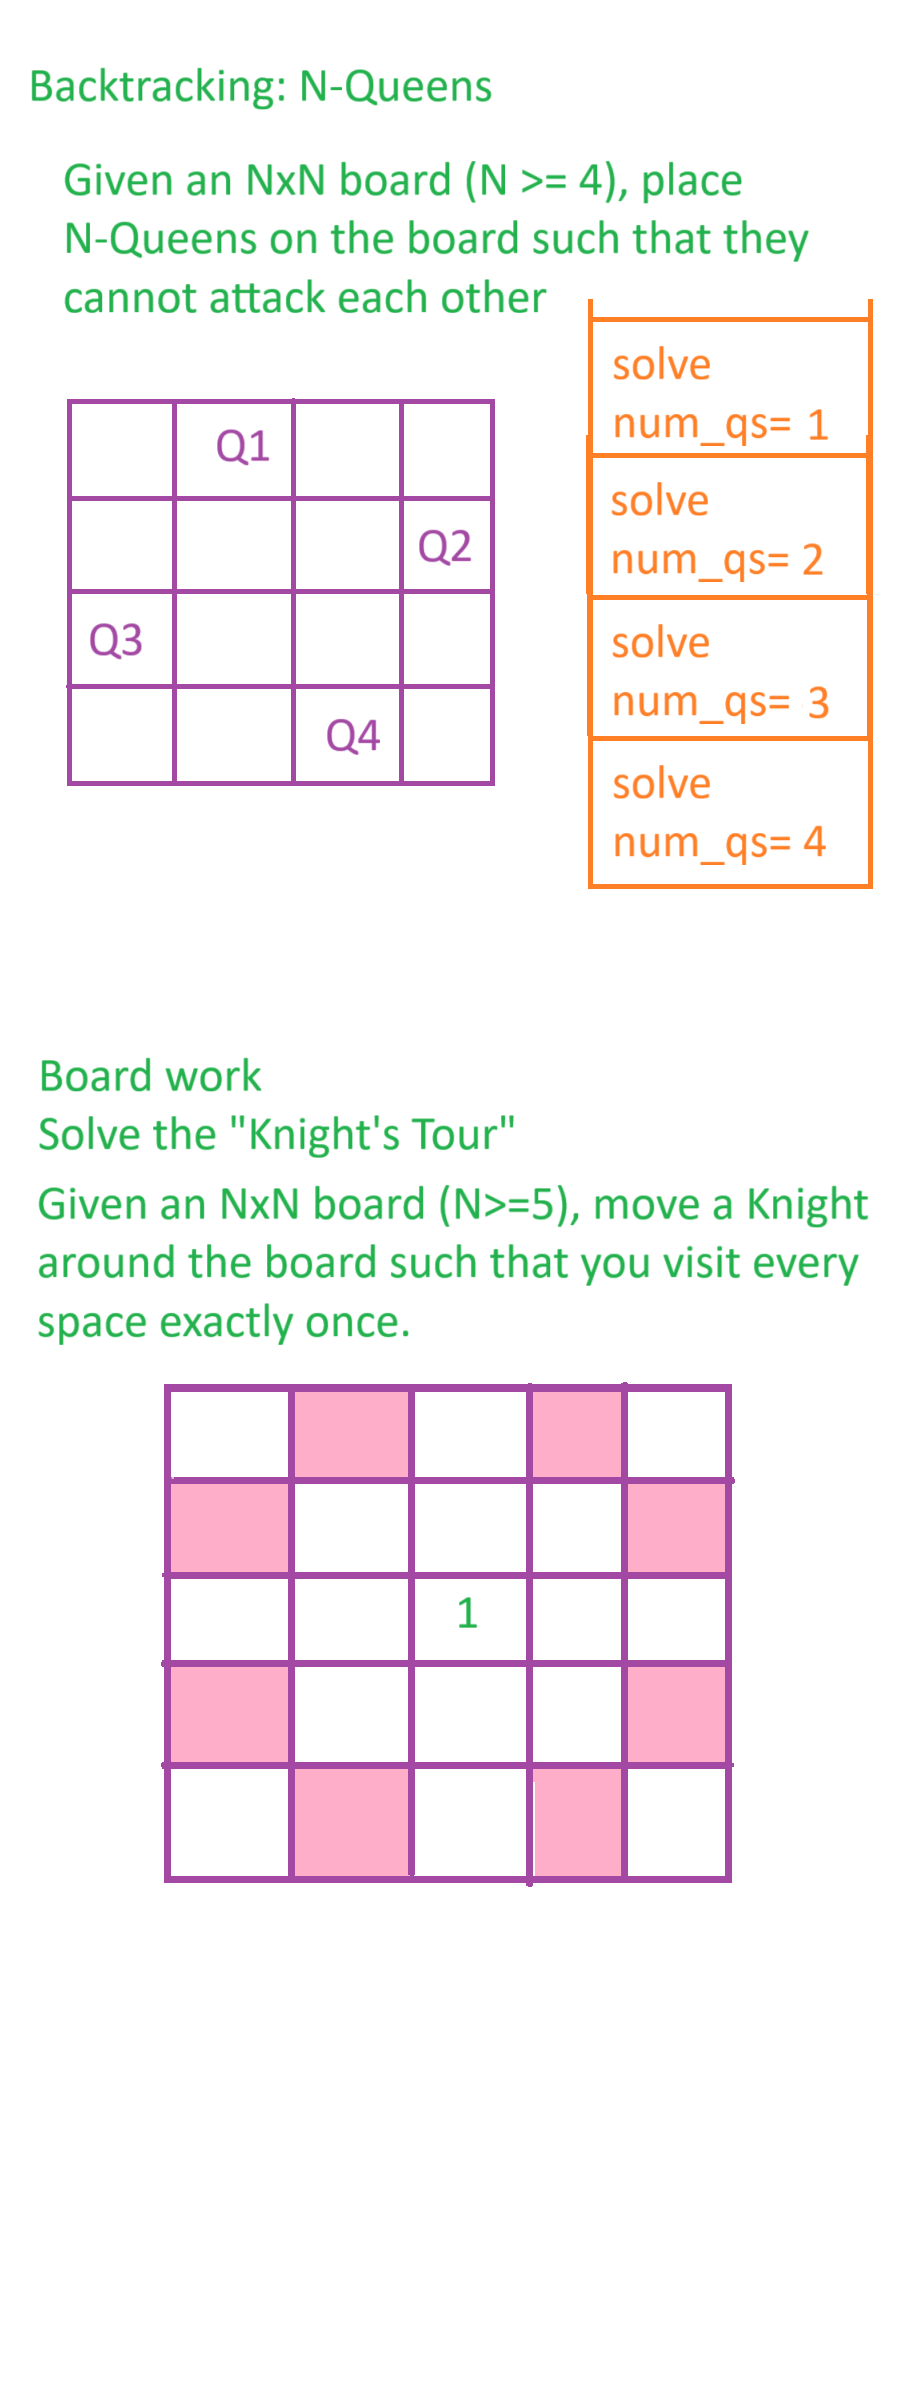 Backtracking: N-Queens
Given an NxN board (N >= 4), place
N-Queens on the board such that they
cannot attack each other
Q1
Q2
Q3
Q4
solve
num_qs= 1
solve
num_qs= 2
solve
num_qs= 3
solve
num_qs= 4
Board work
Solve the "Knight's Tour"
Given an NxN board (N>=5), move a Knight
around the board such that you visit every
space exactly once.
1